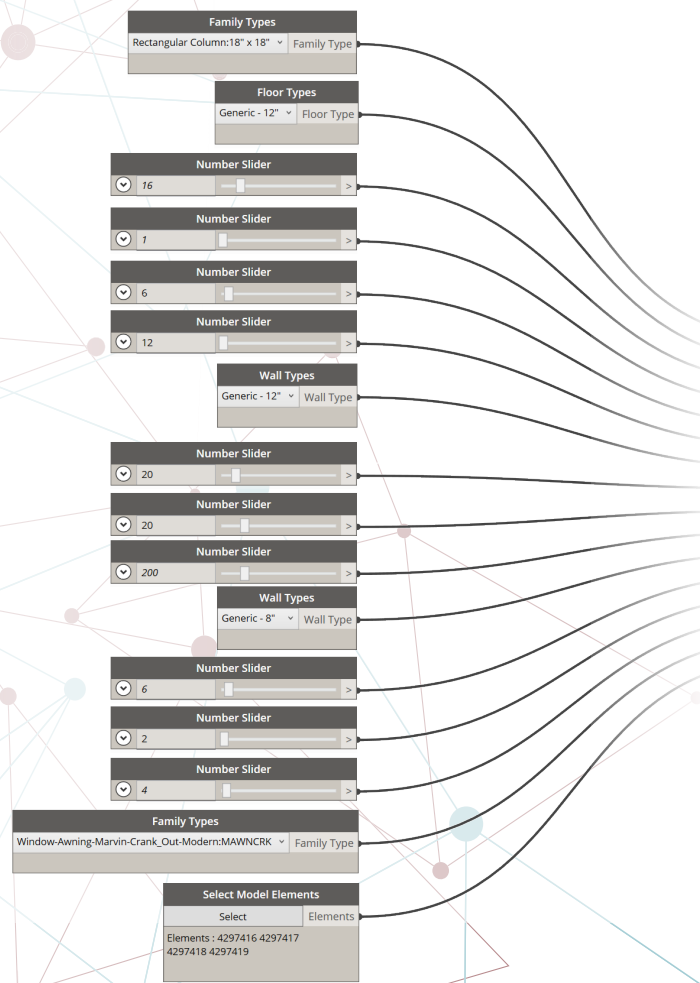 Family Types
Rectangular Column:18" x 18" Family Type
Floor Types
Generic - 12" Floor Type
Number Slider
16 >
Number Slider
1 >
Number Slider
6 >
Number Slider
12 >
Wall Types
Generic - 12" Wall Type
Number Slider
20 >
Number Slider
20 >
Number Slider
200 >
Wall Types
Generic - 8" Wall Type
Number Slider
6 >
Number Slider
2 >
Number Slider
4 >
Family Types
Window-Awning-Marvin-Crank_Out-Modern:MAWNCRK Family Type
Select Model Elements
Select Elements
Elements : 4297416 4297417
4297418 4297419